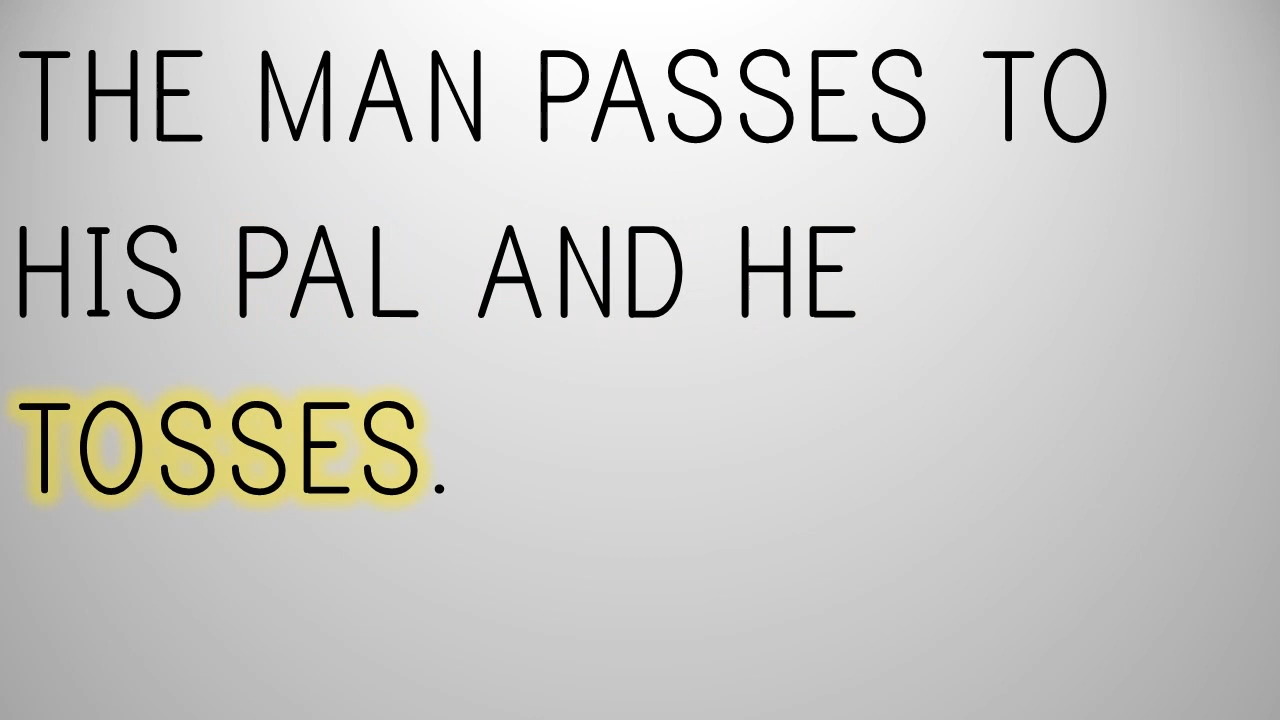 THE MAN PASSES TO
HIS PAL AND HE
TOSSES.